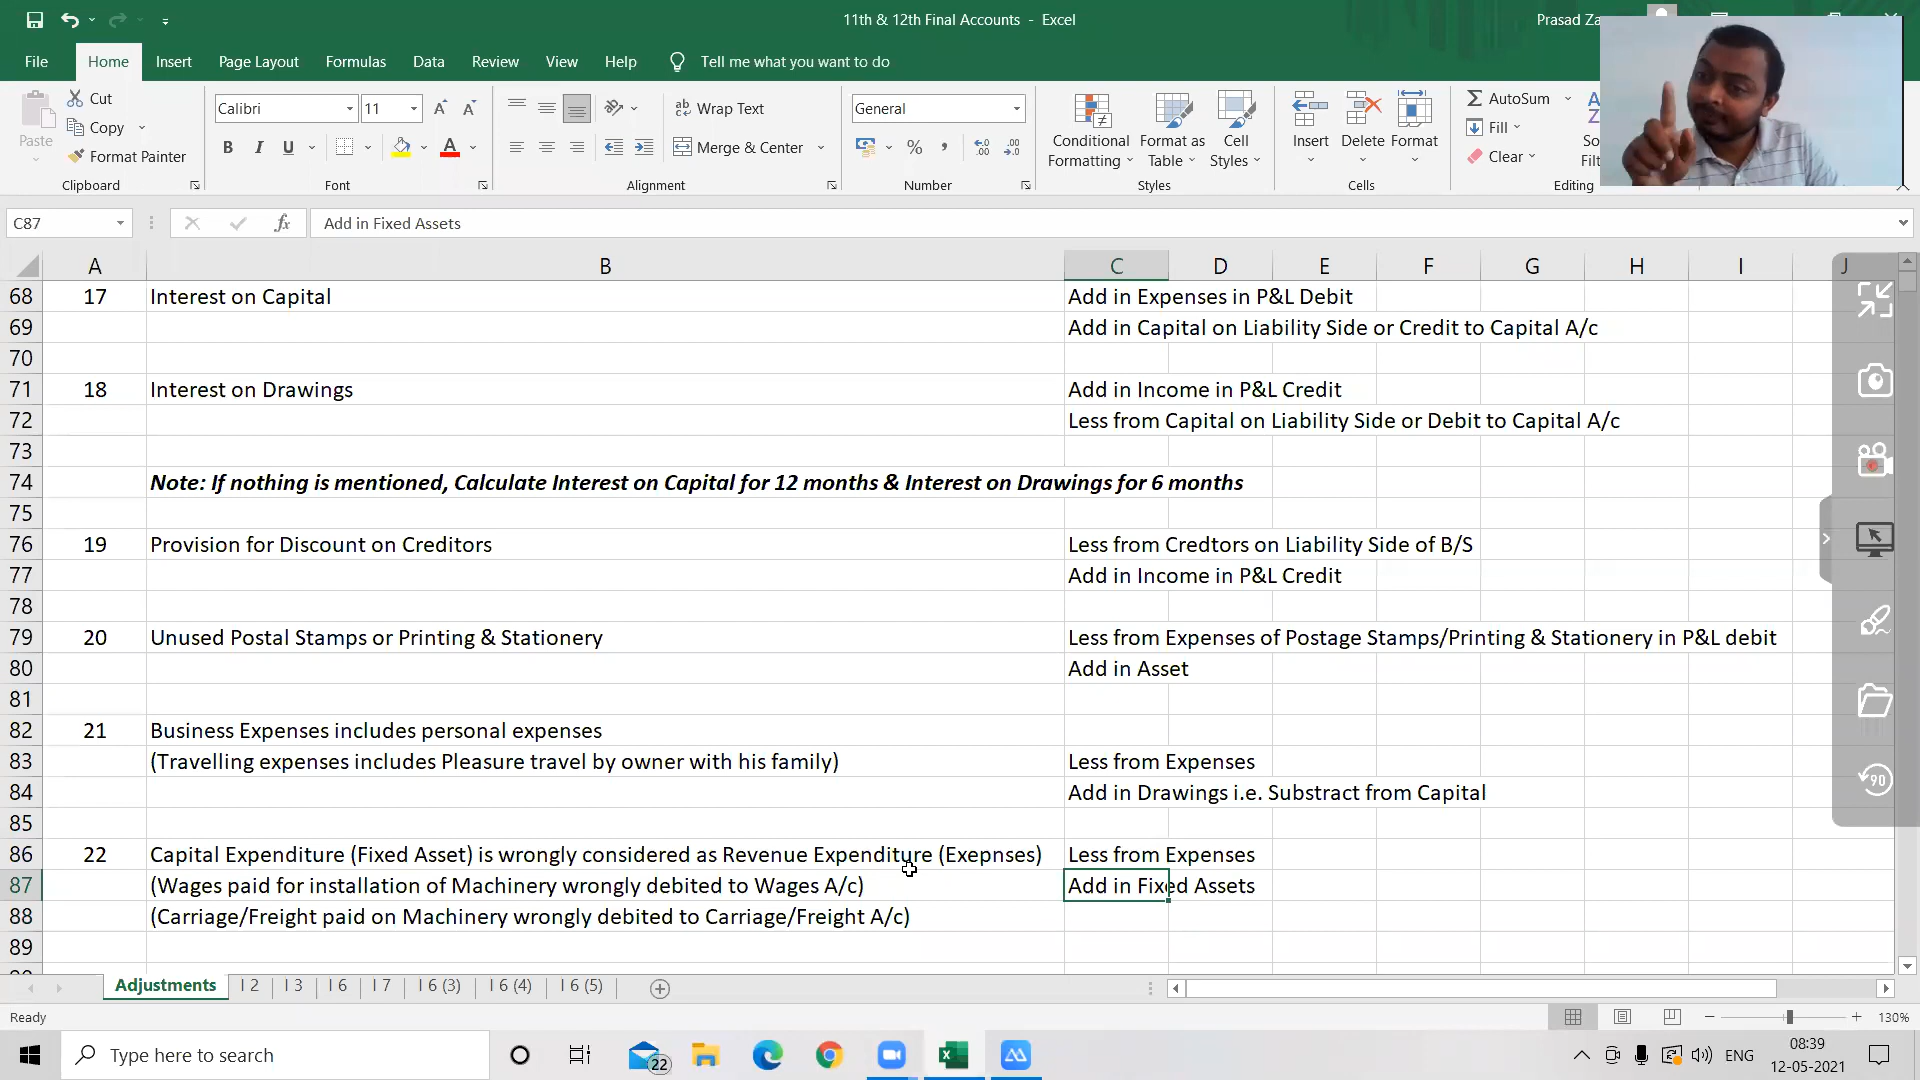 11th & 12th Final Accounts - Excel
Prasad Za
File Home Insert Page Layout Formulas Data Review View Help Tell me what you want to do
Paste
Cut
Copy
Format Painter
Clipboard
Calibri 11
B I U
Font
Wrap Text
Merge & Center
Alignment
General
% ,
Number
Conditional Formatting
Format as Table
Cell Styles
Styles
Insert Delete Format
Cells
AutoSum
Fill
Clear
Editing
C87 fx Add in Fixed Assets
A B C D E F G H I J
68 17 Interest on Capital Add in Expenses in P&L Debit
69 Add in Capital on Liability Side or Credit to Capital A/c
70
71 18 Interest on Drawings Add in Income in P&L Credit
72 Less from Capital on Liability Side or Debit to Capital A/c
73
74 Note: If nothing is mentioned, Calculate Interest on Capital for 12 months & Interest on Drawings for 6 months
75
76 19 Provision for Discount on Creditors Less from Credtors on Liability Side of B/S
77 Add in Income in P&L Credit
78
79 20 Unused Postal Stamps or Printing & Stationery Less from Expenses of Postage Stamps/Printing & Stationery in P&L debit
80 Add in Asset
81
82 21 Business Expenses includes personal expenses
83 (Travelling expenses includes Pleasure travel by owner with his family) Less from Expenses
84 Add in Drawings i.e. Substract from Capital
85
86 22 Capital Expenditure (Fixed Asset) is wrongly considered as Revenue Expenditure (Exepnses) Less from Expenses
87 (Wages paid for installation of Machinery wrongly debited to Wages A/c) Add in Fixed Assets
88 (Carriage/Freight paid on Machinery wrongly debited to Carriage/Freight A/c)
89
Adjustments I 2 I 3 I 6 I 7 I 6 (3) I 6 (4) I 6 (5)
Ready 130%
Type here to search
22
ENG
08:39
12-05-2021
90